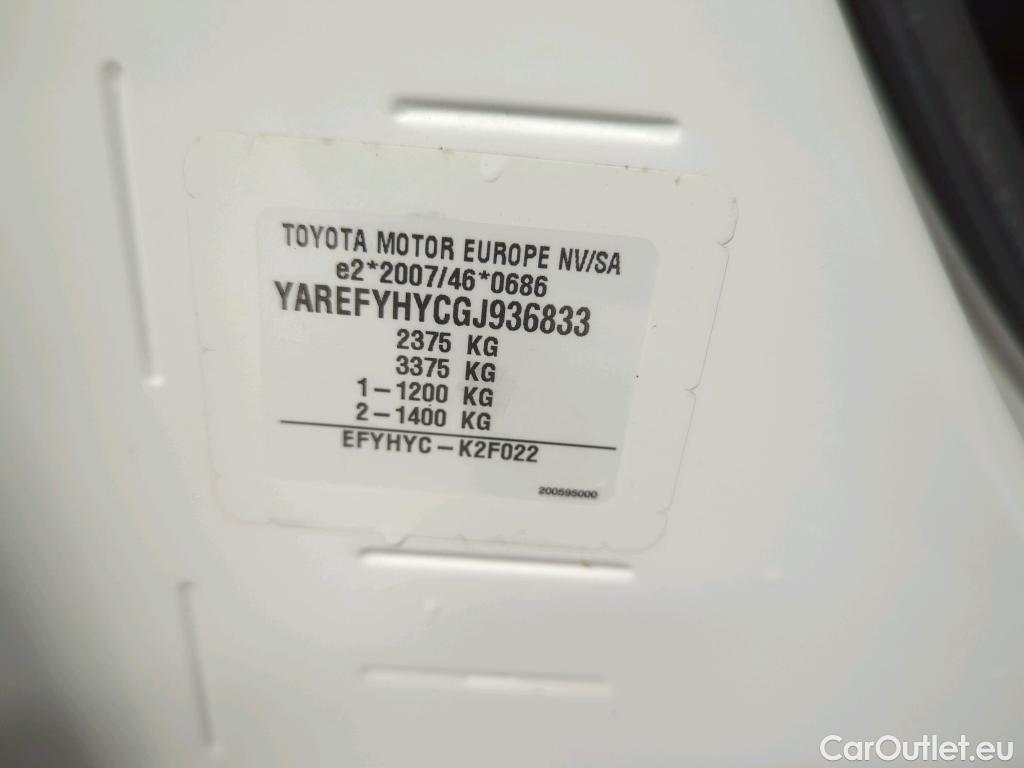 TOYOTA MOTOR EUROPE NV/SA
e2*2007/46*0686
YAREFYHYCGJ936833
2375 KG
3375 KG
1-1200 KG
2-1400 KG
EFYHYC-K2F022
200595000
CarOutlet.eu